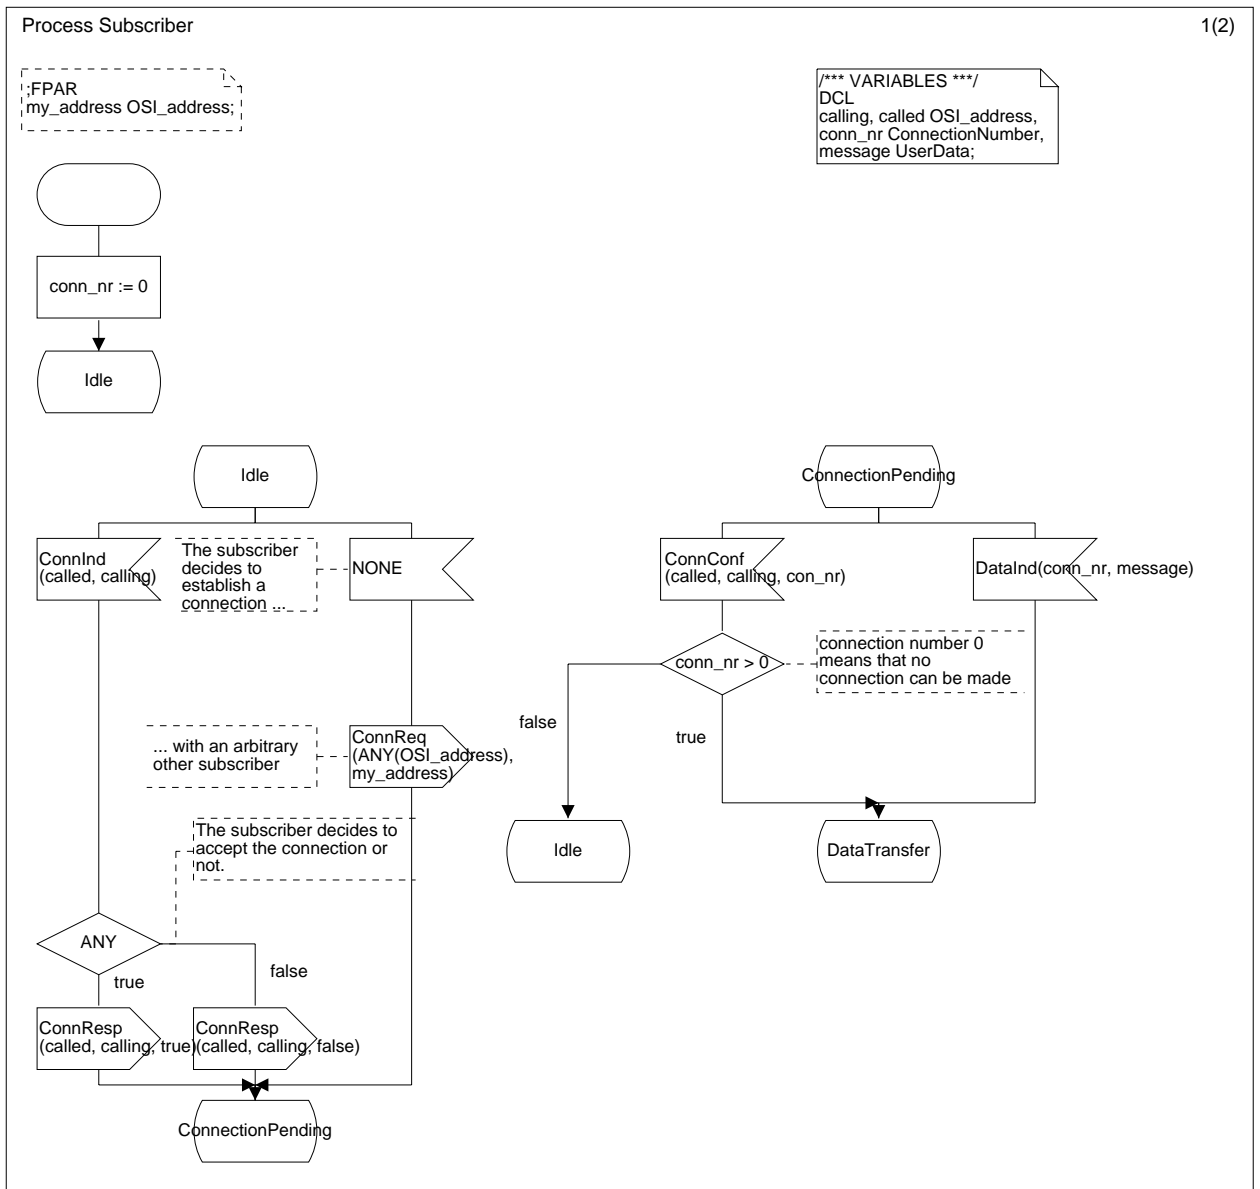 Process Subscriber
1(2)
;FPAR
my_address OSI_address;
/*** VARIABLES ***/
DCL
calling, called OSI_address,
conn_nr ConnectionNumber,
message UserData;
conn_nr := 0
Idle
Idle
ConnInd
(called, calling)
The subscriber
decides to
establish a
connection ...
NONE
... with an arbitrary
other subscriber
ConnReq
(ANY(OSI_address),
my_address)
The subscriber decides to
accept the connection or
not.
ANY
true
false
ConnResp
(called, calling, true)
ConnResp
(called, calling, false)
ConnectionPending
ConnectionPending
ConnConf
(called, calling, con_nr)
DataInd(conn_nr, message)
conn_nr > 0
connection number 0
means that no
connection can be made
false
true
Idle
DataTransfer